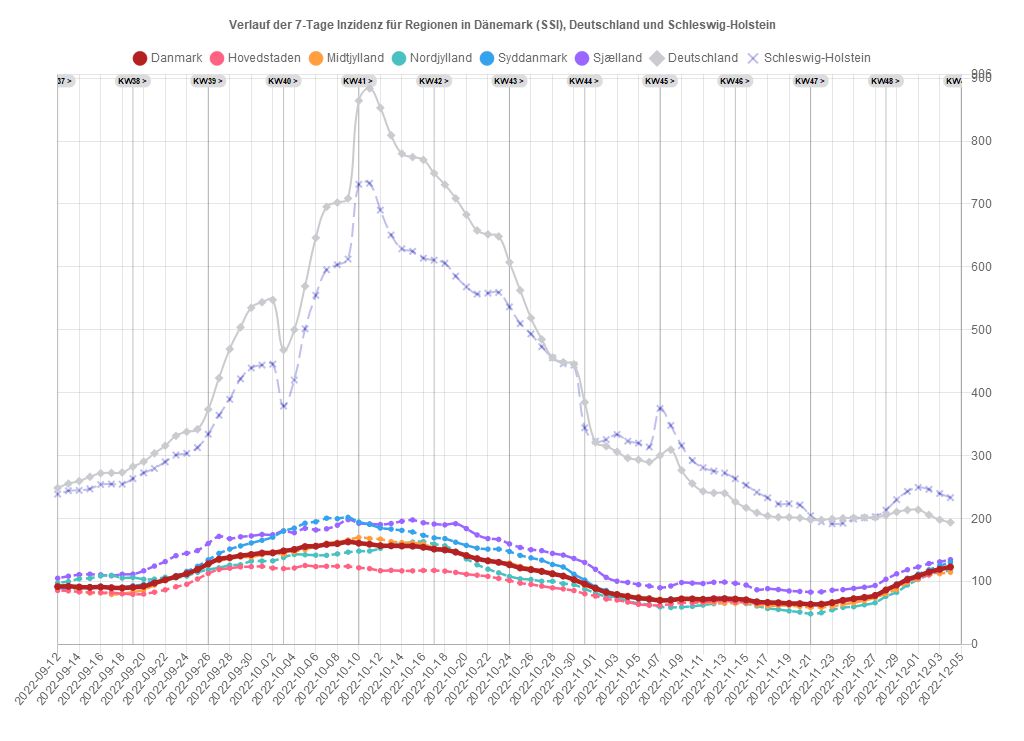 Verlauf der 7-Tage Inzidenz für Regionen in Dänemark (SSI), Deutschland und Schleswig-Holstein
Danmark Hovedstaden Midtjylland Nordjylland Syddanmark Sjælland Deutschland Schleswig-Holstein
37 > KW38 > KW39 > KW40 > KW41 > KW42 > KW43 > KW44 > KW45 > KW46 > KW47 > KW48 > KW
906
900
800
700
600
500
400
300
200
100
0
2022-09-12 2022-09-14 2022-09-16 2022-09-18 2022-09-20 2022-09-22 2022-09-24 2022-09-26 2022-09-28 2022-09-30 2022-10-02 2022-10-04 2022-10-06 2022-10-08 2022-10-10 2022-10-12 2022-10-14 2022-10-16 2022-10-18 2022-10-20 2022-10-22 2022-10-24 2022-10-26 2022-10-28 2022-10-30 2022-11-01 2022-11-03 2022-11-05 2022-11-07 2022-11-09 2022-11-11 2022-11-13 2022-11-15 2022-11-17 2022-11-19 2022-11-21 2022-11-23 2022-11-25 2022-11-27 2022-11-29 2022-12-01 2022-12-03 2022-12-05